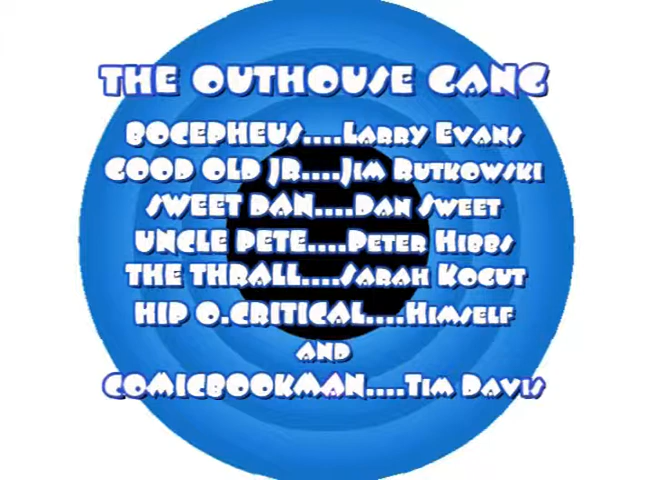 THE OUTHOUSE GANG
BOCEPHEUS....Larry Evans
GOOD OLD JR....Jim Rutkowski
SWEET DAN....Dan Sweet
UNCLE PETE....Peter Hibbs
THE THRALL....Sarah Kogut
HIP O.CRITICAL....Himself
and
COMICBOOKMAN....Tim Davis